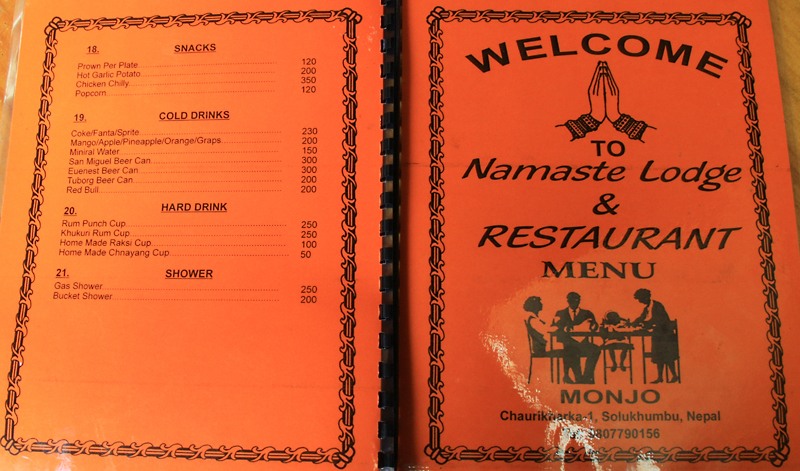 18. SNACKS
Prown Per Plate 120
Hot Garlic Potato 200
Chicken Chilly 350
Popcorn 120
19. COLD DRINKS
Coke/Fanta/Sprite 230
Mango/Apple/Pineapple/Orange/Graps 200
Miniral Water 150
San Miguel Beer Can 300
Euenest Beer Can 300
Tuborg Beer Can 200
Red Bull 200
20. HARD DRINK
Rum Punch Cup 250
Khukuri Rum Cup 250
Home Made Raksi Cup 100
Home Made Chnayang Cup 50
21. SHOWER
Gas Shower 250
Bucket Shower 200
WELCOME
TO
Namaste Lodge
&
RESTAURANT
MENU
MONJO
Chaurikharka-1, Solukhumbu, Nepal
9807790156